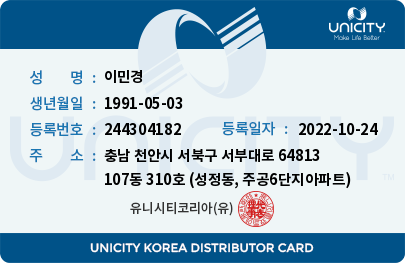 UNICITY
Make Life Better
성 명 : 이민경
생년월일 : 1991-05-03
등록번호 : 244304182 등록일자 : 2022-10-24
주 소 : 충남 천안시 서북구 서부대로 64813
107동 310호 (성정동, 주공6단지아파트)
유니시티코리아(유)
UNICITY
UNICITY KOREA DISTRIBUTOR CARD